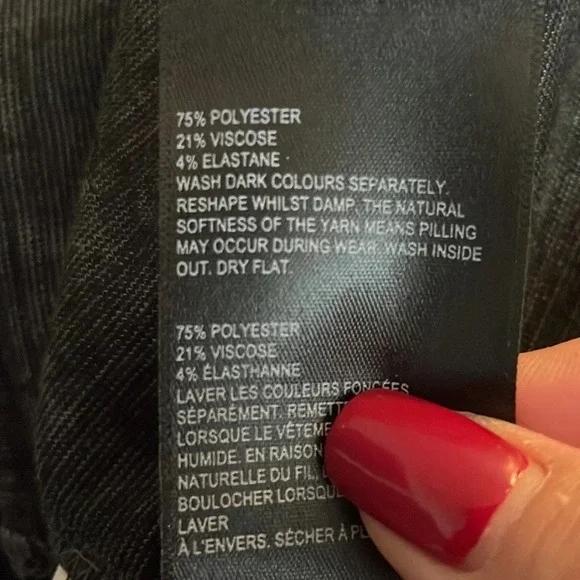 75% POLYESTER
21% VISCOSE
4% ELASTANE
WASH DARK COLOURS SEPARATELY.
RESHAPE WHILST DAMP. THE NATURAL
SOFTNESS OF THE YARN MEANS PILLING
MAY OCCUR DURING WEAR. WASH INSIDE
OUT. DRY FLAT.
75% POLYESTER
21% VISCOSE
4% ÉLASTHANNE
LAVER LES COULEURS FONCÉES
SÉPARÉMENT. REMETT
LORSQUE LE VÊTEME
HUMIDE. EN RAISON
NATURELLE DU FIL,
BOULOCHER LORSQU
LAVER
À L'ENVERS. SÉCHER À PL